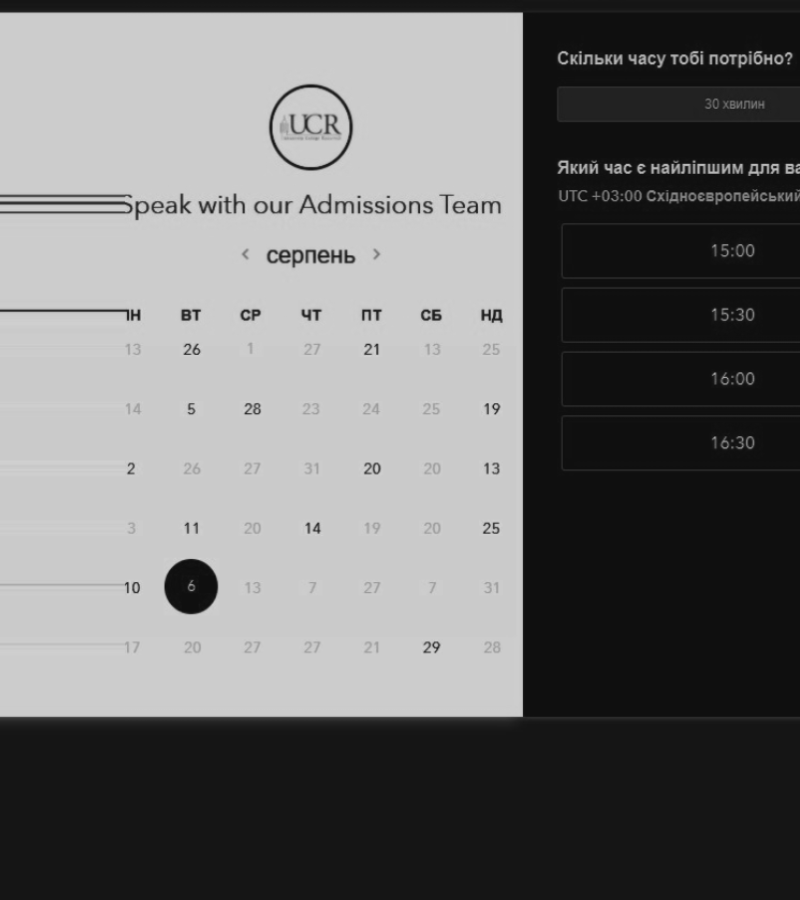 UCR
Speak with our Admissions Team
‹ серпень ›
ІН ВТ СР ЧТ ПТ СБ НД
13 26 1 27 21 13 25
14 5 28 23 24 25 19
2 26 27 31 20 20 13
3 11 20 14 19 20 25
10 6 13 7 27 7 31
17 20 27 27 21 29 28
Скільки часу тобі потрібно?
30 хвилин
Який час є найліпшим для ва
UTC +03:00 Східноєвропейський
15:00
15:30
16:00
16:30